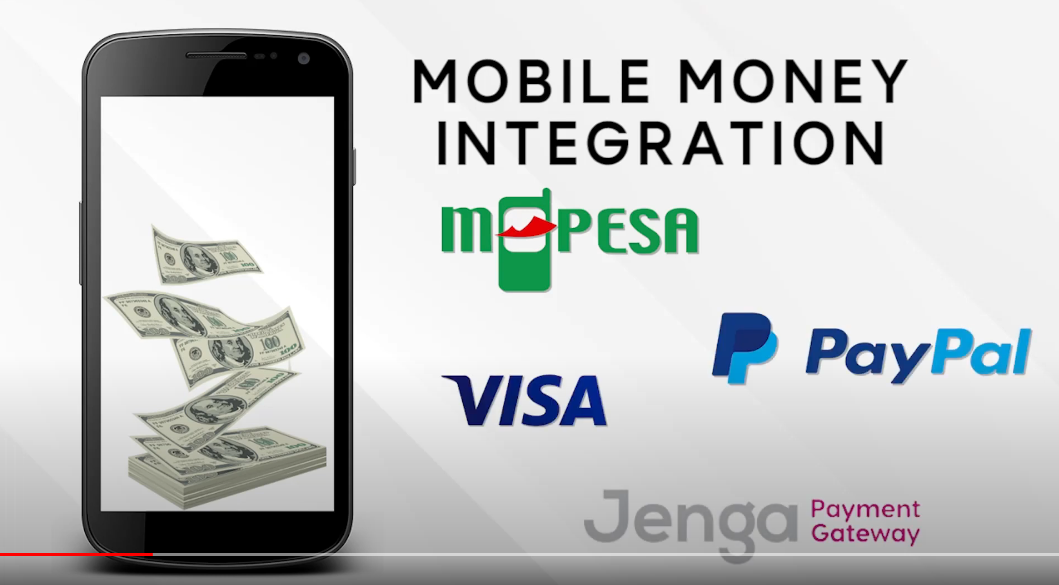 MOBILE MONEY
INTEGRATION
M-PESA
PayPal
VISA
Jenga Payment
Gateway